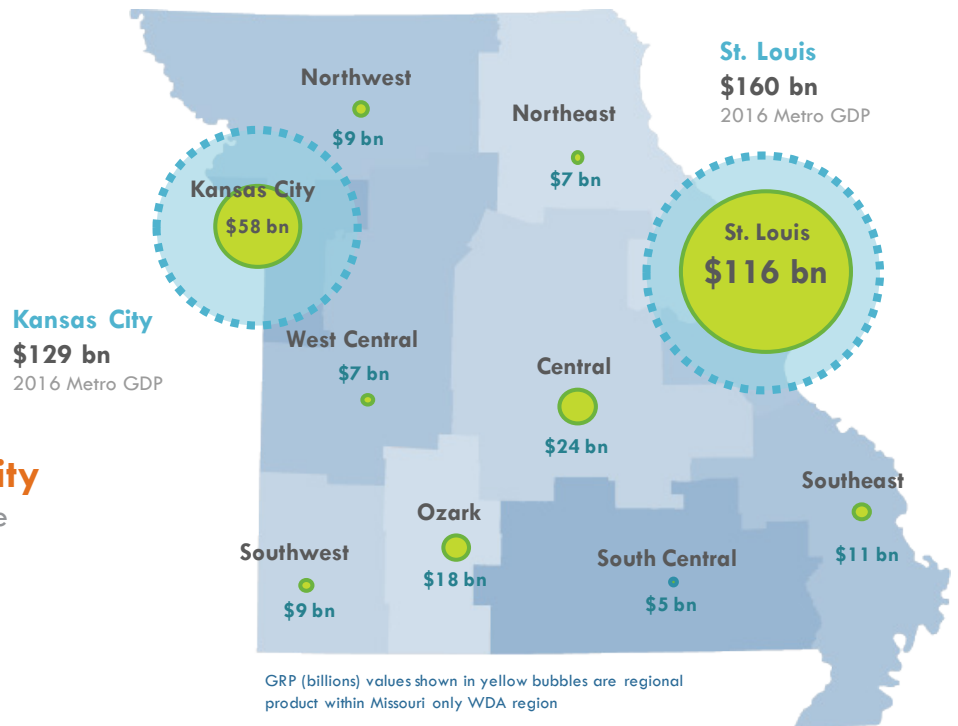 St. Louis
$160 bn
2016 Metro GDP
Northwest
$9 bn
Northeast
$7 bn
Kansas City
$58 bn
St. Louis
$116 bn
Kansas City
$129 bn
2016 Metro GDP
West Central
$7 bn
Central
$24 bn
ity
e
Southeast
$11 bn
Ozark
$18 bn
Southwest
$9 bn
South Central
$5 bn
GRP (billions) values shown in yellow bubbles are regional
product within Missouri only WDA region